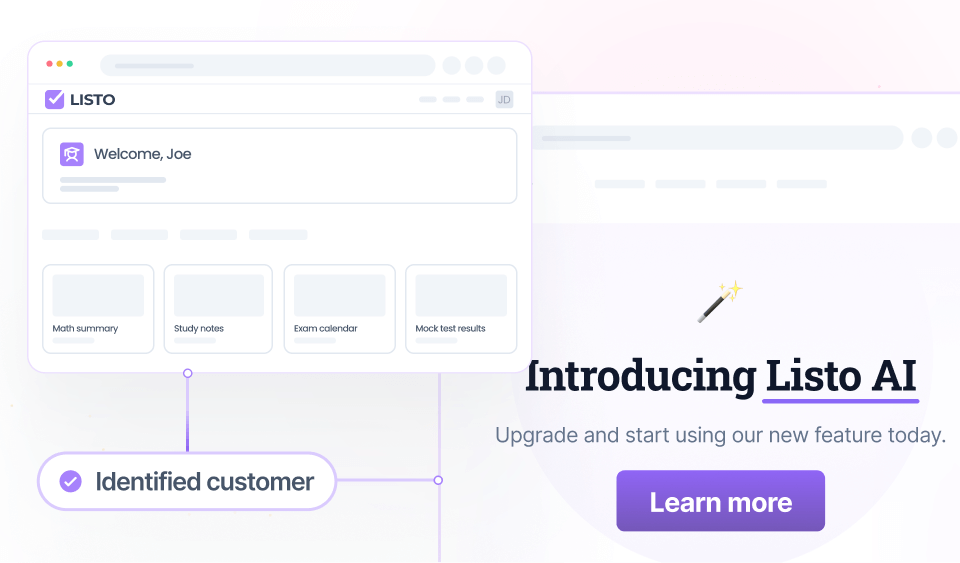 LISTO
JD
Welcome, Joe
Math summary
Study notes
Exam calendar
Mock test results
Identified customer
Introducing Listo AI
Upgrade and start using our new feature today.
Learn more